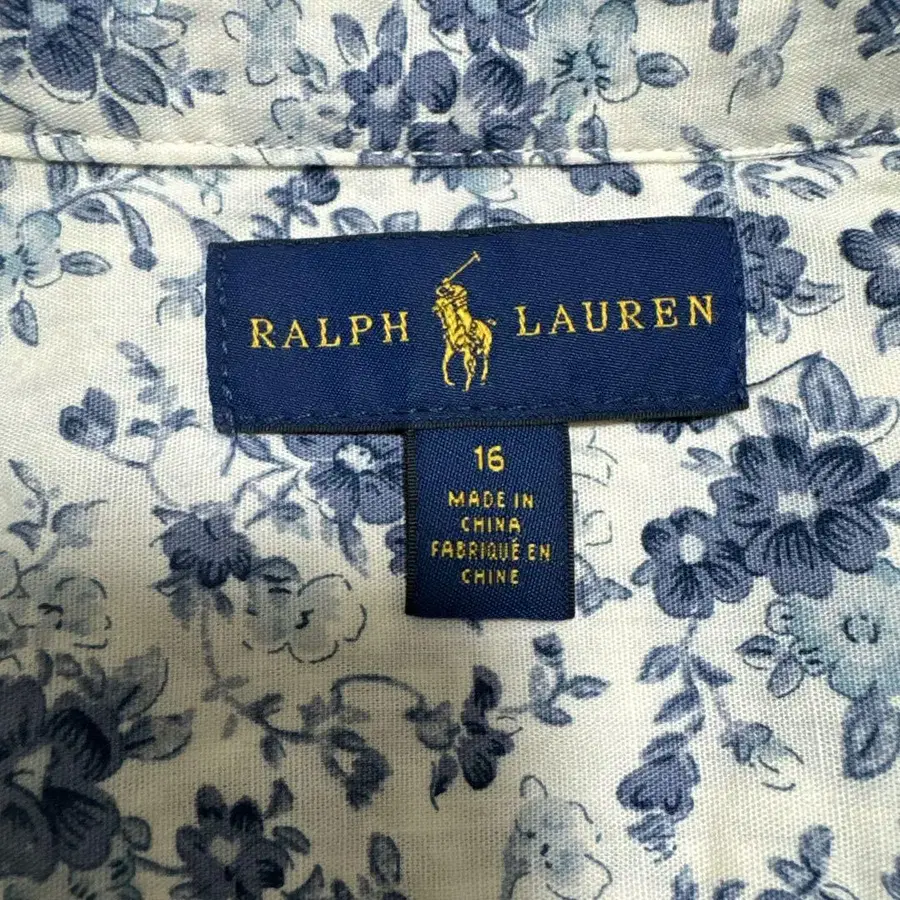 RALPH LAUREN
16
MADE IN
CHINA
FABRIQUÉ EN
CHINE